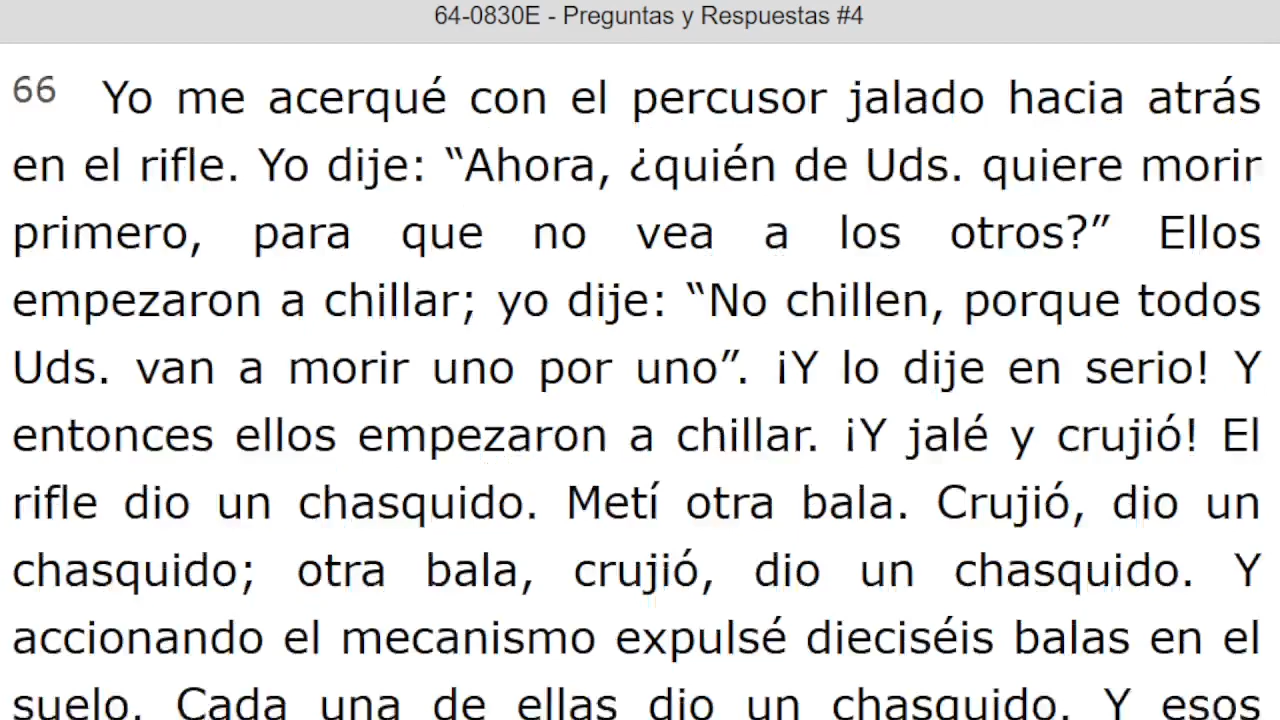 64-0830E - Preguntas y Respuestas #4
66 Yo me acerqué con el percusor jalado hacia atrás
en el rifle. Yo dije: “Ahora, ¿quién de Uds. quiere morir
primero, para que no vea a los otros?” Ellos
empezaron a chillar; yo dije: “No chillen, porque todos
Uds. van a morir uno por uno”. ¡Y lo dije en serio! Y
entonces ellos empezaron a chillar. ¡Y jalé y crujió! El
rifle dio un chasquido. Metí otra bala. Crujió, dio un
chasquido; otra bala, crujió, dio un chasquido. Y
accionando el mecanismo expulsé dieciséis balas en el
suelo. Cada una de ellas dio un chasquido. Y esos